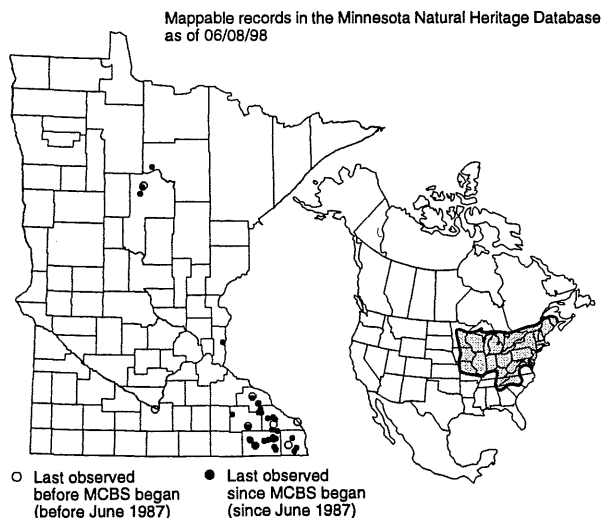 Mappable records in the Minnesota Natural Heritage Database
as of 06/08/98
Last observed
before MCBS began
(before June 1987)
Last observed
since MCBS began
(since June 1987)